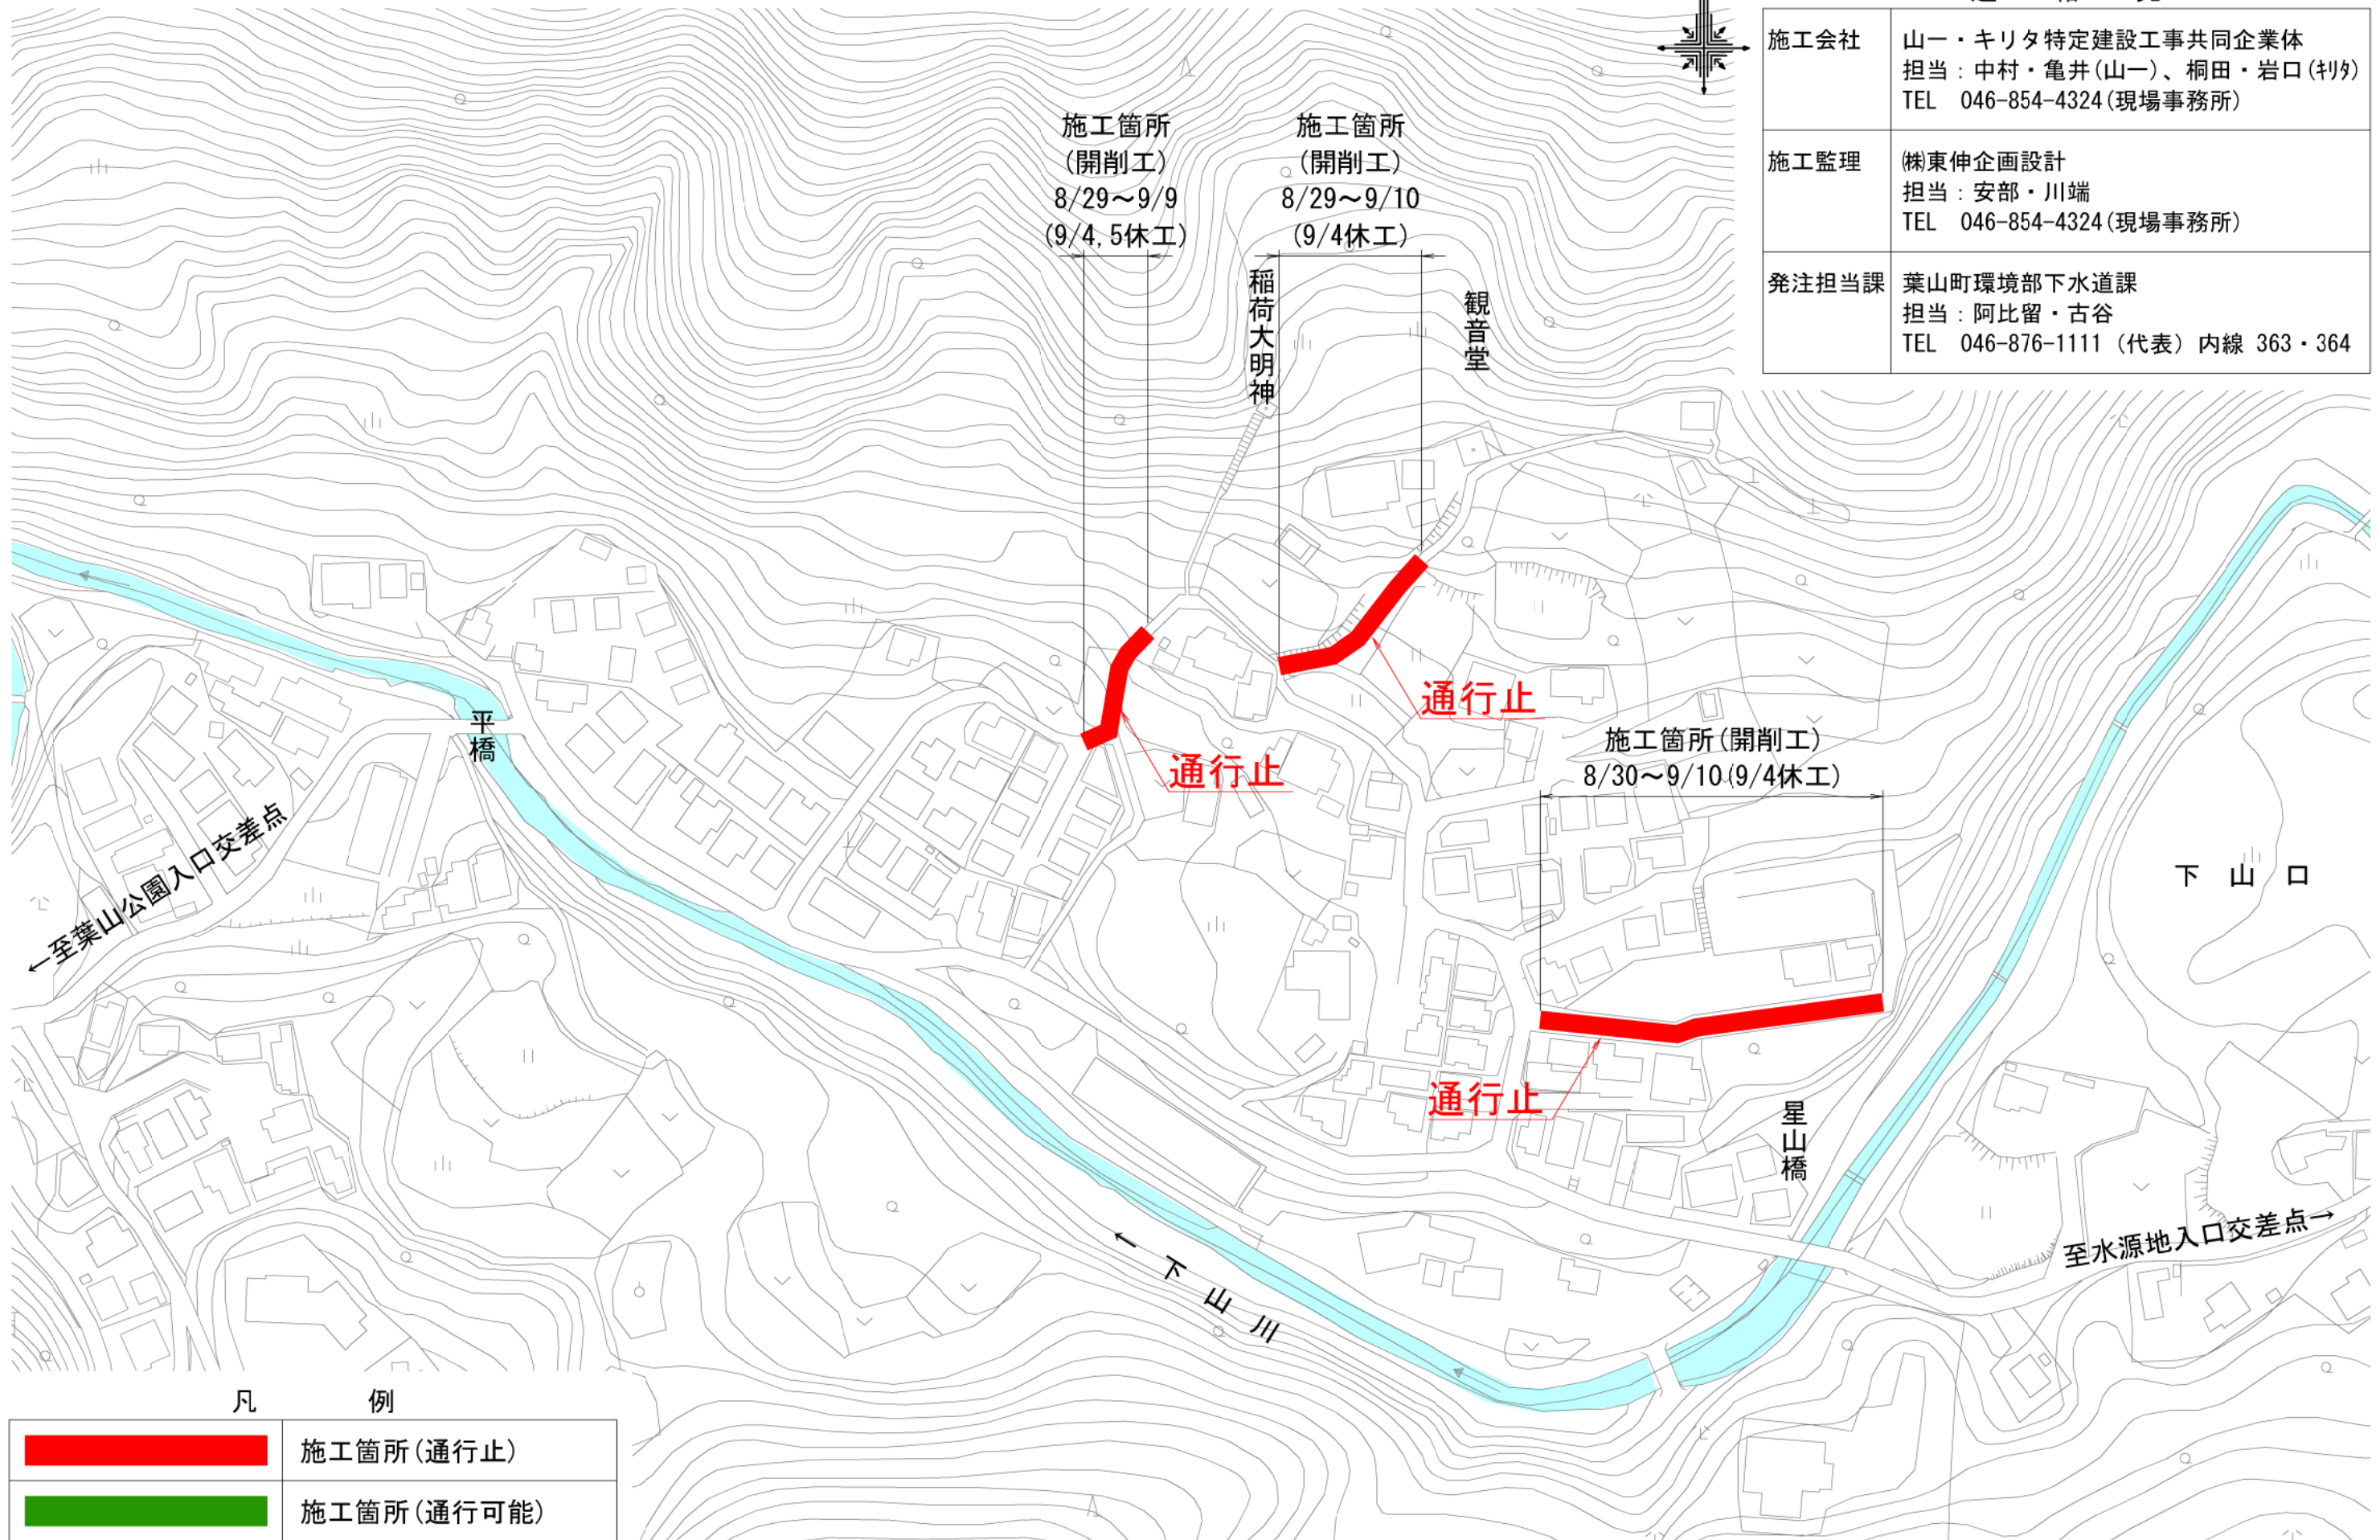 施工会社
山一・キリタ特定建設工事共同企業体
担当：中村・亀井(山一)、桐田・岩口(ｷﾘﾀ)
TEL 046-854-4324(現場事務所)
施工監理
㈱東伸企画設計
担当：安部・川端
TEL 046-854-4324(現場事務所)
発注担当課
葉山町環境部下水道課
担当：阿比留・古谷
TEL 046-876-1111（代表）内線 363・364
施工箇所
(開削工)
8/29～9/9
(9/4,5休工)
施工箇所
(開削工)
8/29～9/10
(9/4休工)
稲荷大明神
観音堂
通行止
通行止
施工箇所(開削工)
8/30～9/10(9/4休工)
平橋
←至葉山公園入口交差点
下山口
通行止
星山橋
至水源地入口交差点→
←下山川
凡例
施工箇所(通行止)
施工箇所(通行可能)